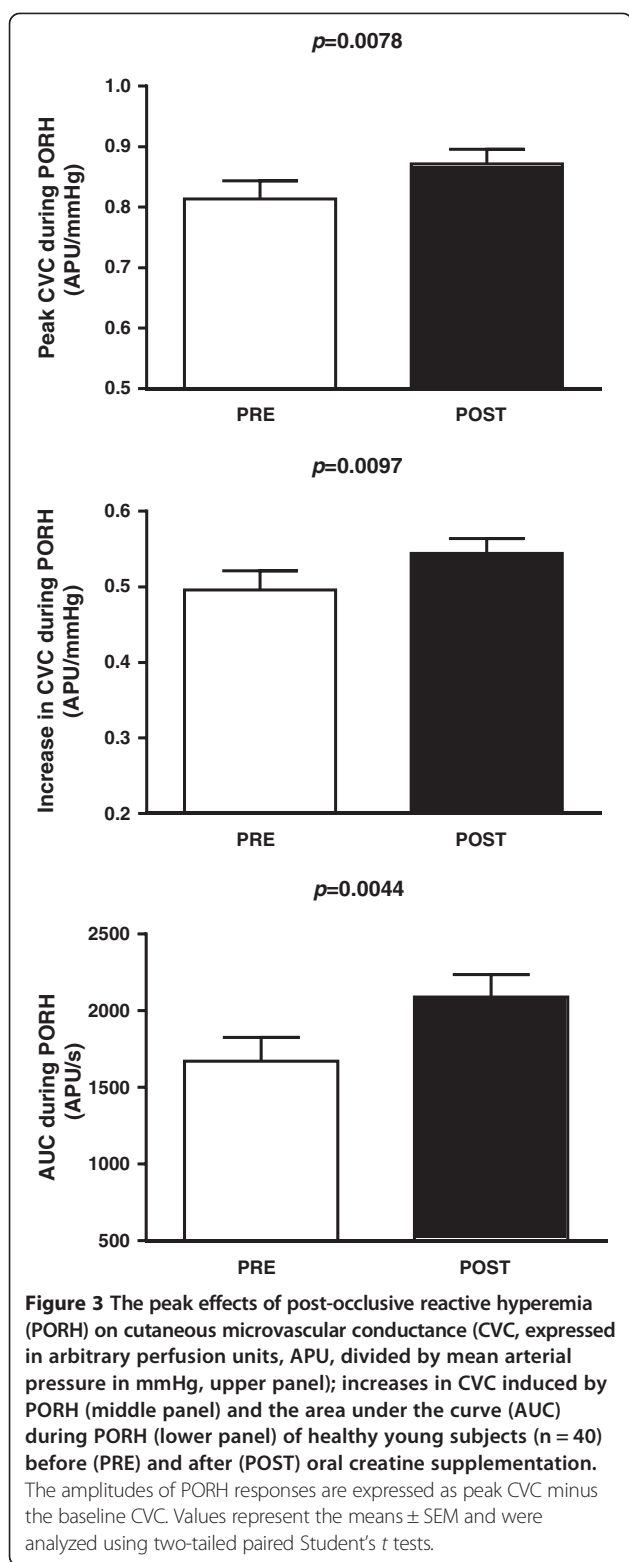 p=0.0078
Peak CVC during PORH
(APU/mmHg)
1.0
0.9
0.8
0.7
0.6
0.5
PRE POST
p=0.0097
Increase in CVC during PORH
(APU/mmHg)
0.6
0.5
0.4
0.3
0.2
PRE POST
p=0.0044
AUC during PORH
(APU/s)
2500
2000
1500
1000
500
PRE POST
Figure 3 The peak effects of post-occlusive reactive hyperemia
(PORH) on cutaneous microvascular conductance (CVC, expressed
in arbitrary perfusion units, APU, divided by mean arterial
pressure in mmHg, upper panel); increases in CVC induced by
PORH (middle panel) and the area under the curve (AUC)
during PORH (lower panel) of healthy young subjects (n = 40)
before (PRE) and after (POST) oral creatine supplementation.
The amplitudes of PORH responses are expressed as peak CVC minus
the baseline CVC. Values represent the means ± SEM and were
analyzed using two-tailed paired Student's t tests.